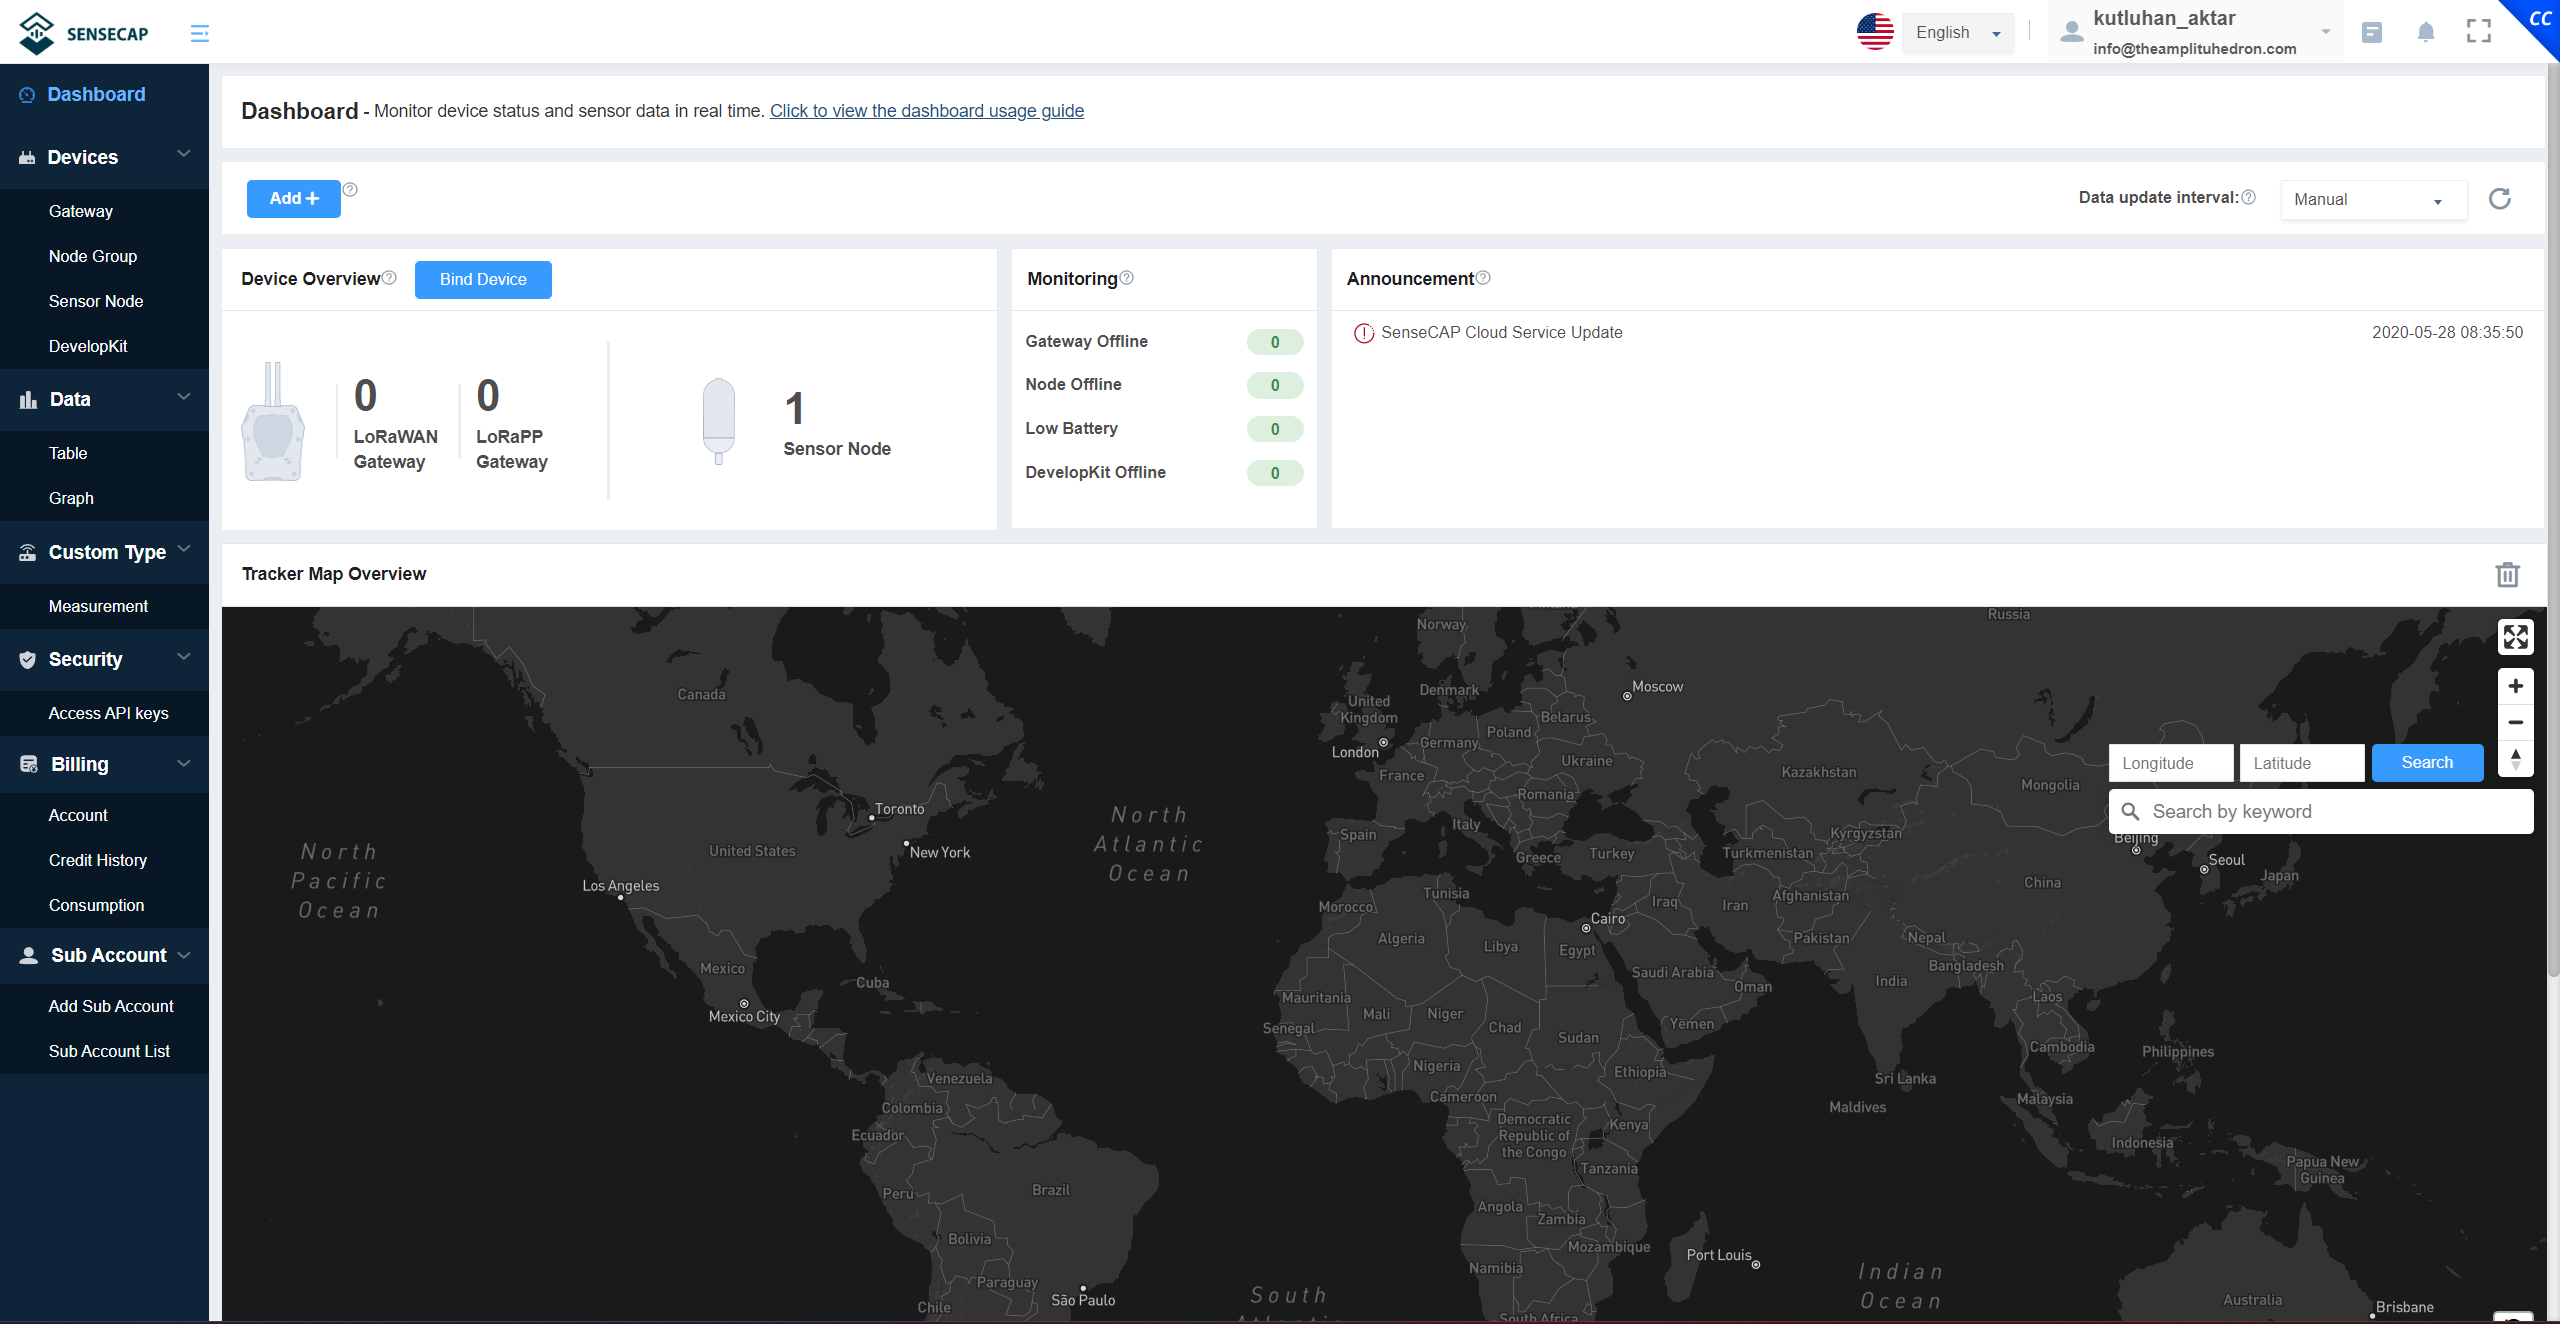 SENSECAP
English
kutluhan_aktar
info@theamplituhedron.com
CC
Dashboard
Devices
Gateway
Node Group
Sensor Node
DevelopKit
Data
Table
Graph
Custom Type
Measurement
Security
Access API keys
Billing
Account
Credit History
Consumption
Sub Account
Add Sub Account
Sub Account List
Dashboard - Monitor device status and sensor data in real time. Click to view the dashboard usage guide
Add +
Data update interval:
Manual
Device Overview
Bind Device
0
LoRaWAN
Gateway
0
LoRaPP
Gateway
1
Sensor Node
Monitoring
Gateway Offline 0
Node Offline 0
Low Battery 0
DevelopKit Offline 0
Announcement
SenseCAP Cloud Service Update 2020-05-28 08:35:50
Tracker Map Overview
Longitude
Latitude
Search
Search by keyword
Russia
Norway
Canada
Denmark
Moscow
United
Kingdom
Belarus
London
Germany
Poland
Ukraine
France
Kazakhstan
Mongolia
Romania
Toronto
North
Atlantic
Ocean
Spain
Italy
Kyrgyzstan
Beijing
New York
United States
North
Pacific
Ocean
Greece
Turkey
Turkmenistan
Seoul
Japan
Los Angeles
Tunisia
China
Morocco
Iraq
Iran
Afghanistan
Cairo
Algeria
Libya
Egypt
Pakistan
Nepal
Mexico
Cuba
Saudi Arabia
Oman
India
Bangladesh
Mauritania
Laos
Mexico City
Mali
Niger
Chad
Senegal
Sudan
Yemen
Cambodia
Philippines
Nigeria
Ethiopia
Venezuela
Sri Lanka
Cameroon
Malaysia
Colombia
Maldives
Democratic
Republic of
the Congo
Kenya
Ecuador
Indonesia
Tanzania
Papua New
Guinea
Peru
Brazil
Angola
Zambia
Bolivia
Mozambique
Port Louis
Namibia
Indian
Ocean
Paraguay
South
São Paulo
Chile
Australia
Brisbane
South Africa